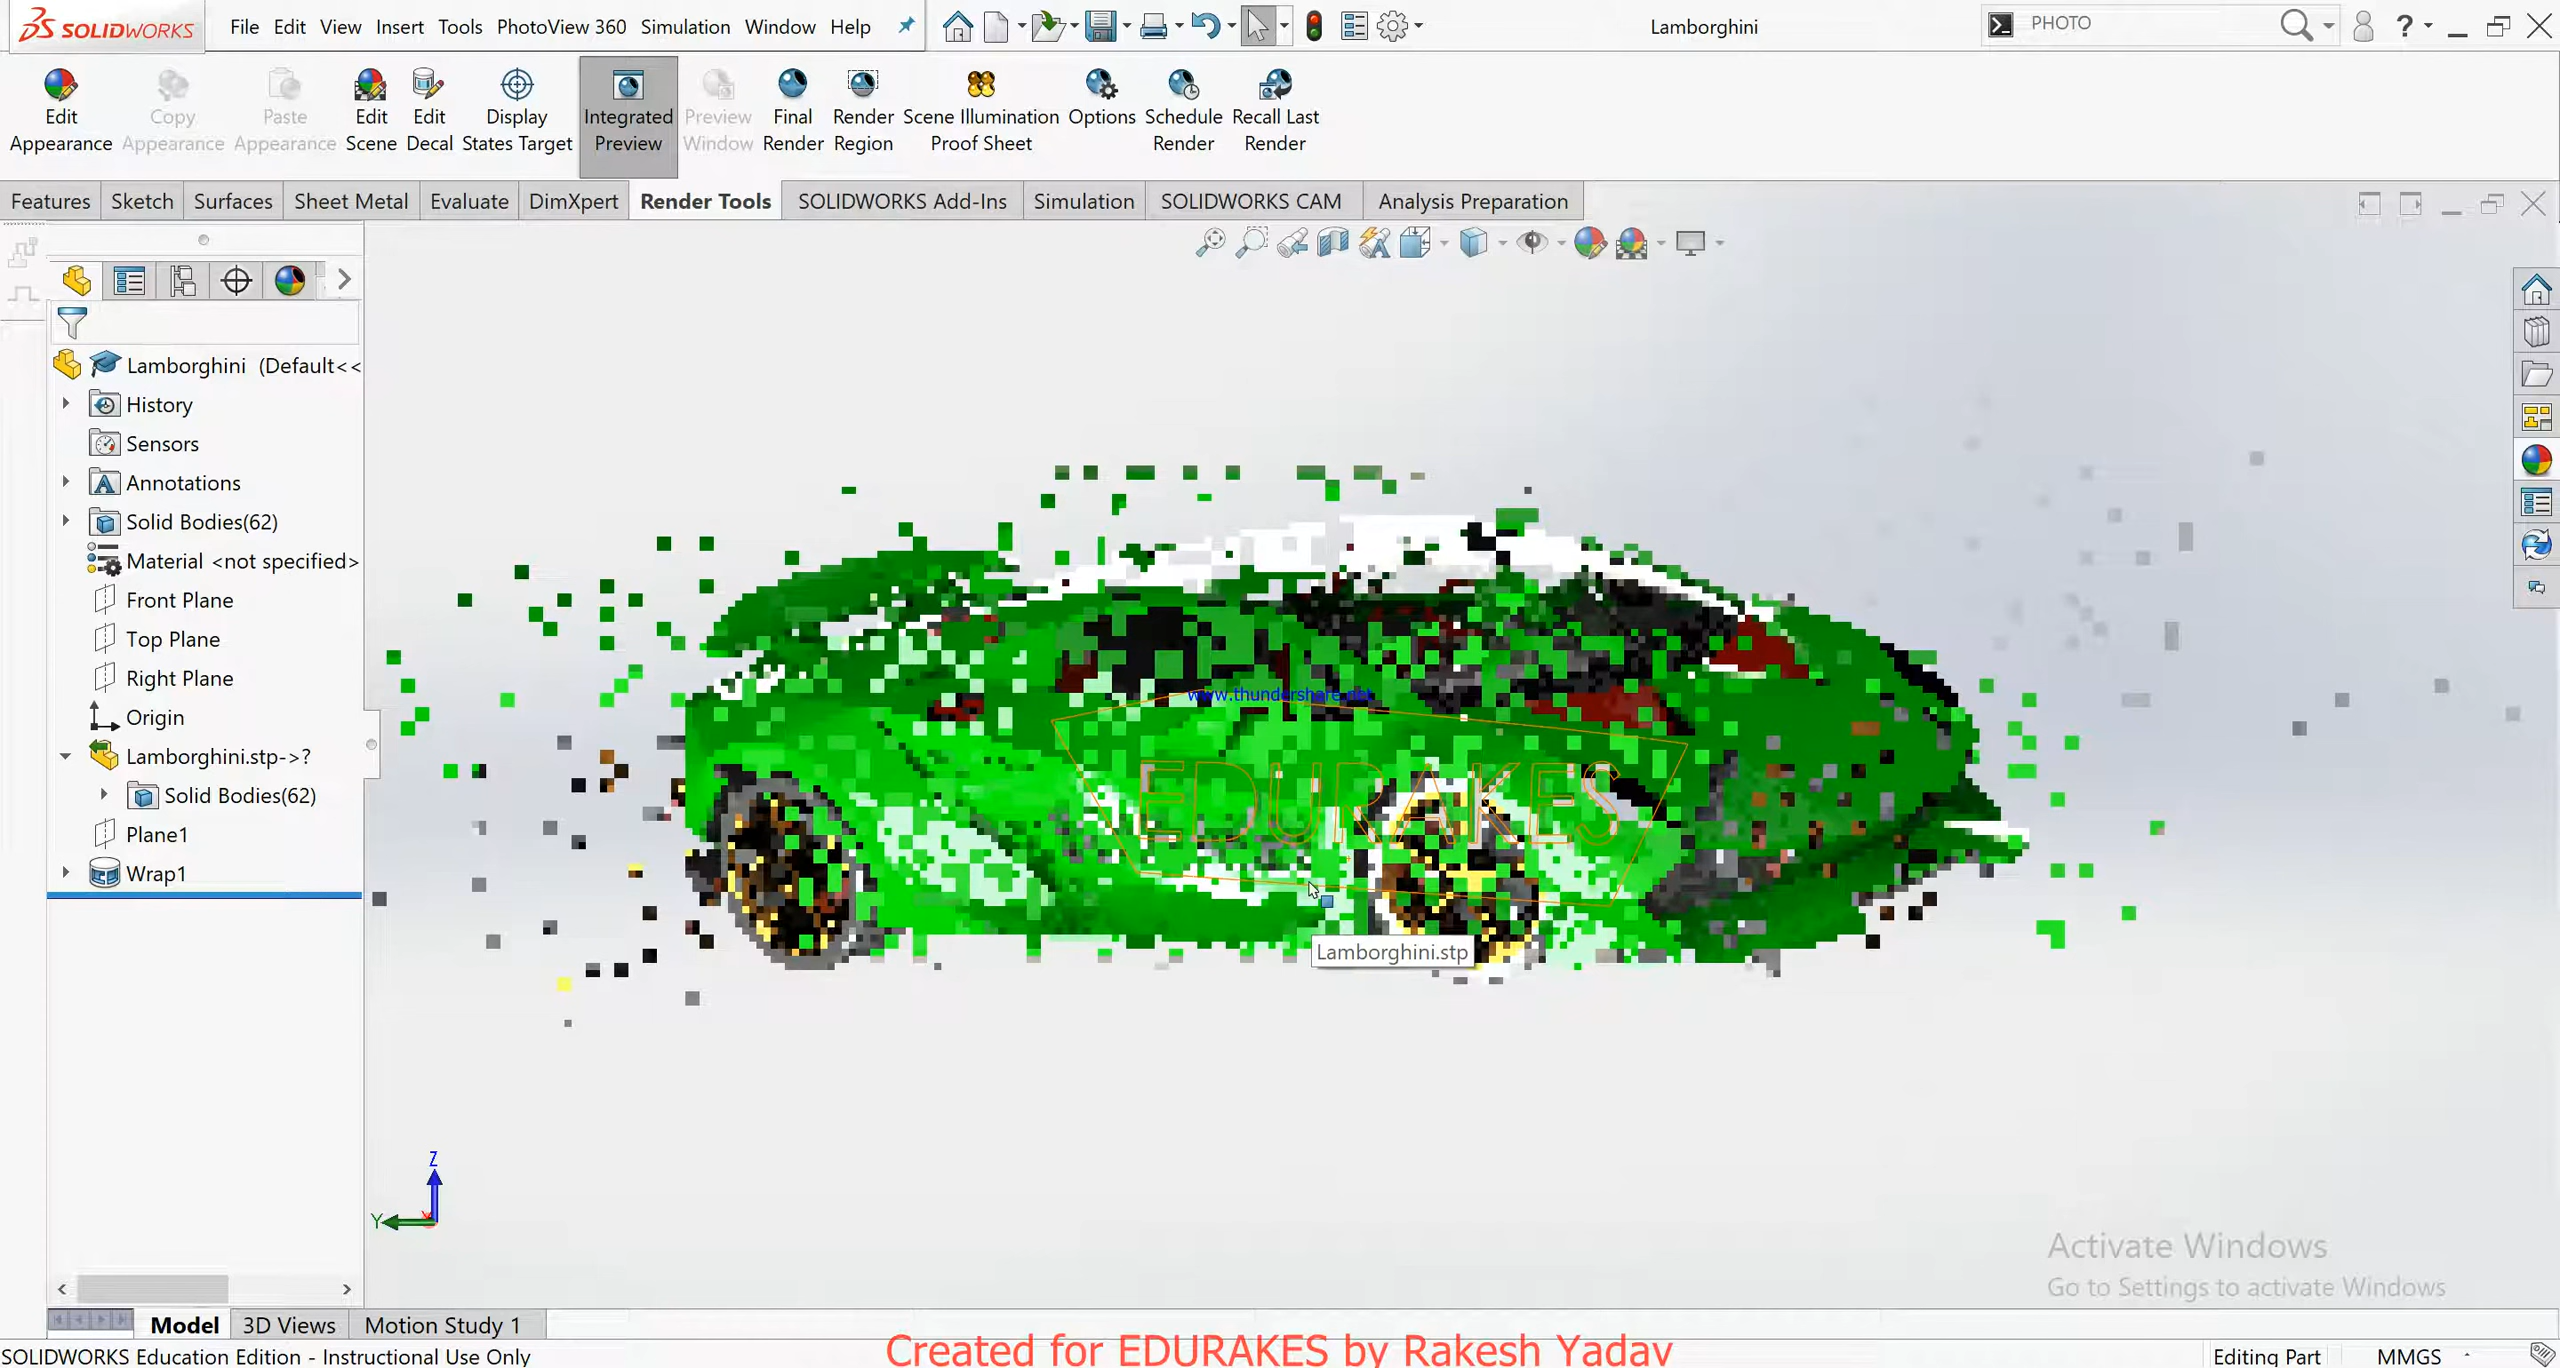 SOLIDWORKS File Edit View Insert Tools PhotoView 360 Simulation Window Help Lamborghini PHOTO ?
Edit Appearance
Copy Appearance
Paste Appearance
Edit Scene
Edit Decal
Display States Target
Integrated Preview
Preview Window
Final Render
Render Region
Scene Illumination Proof Sheet
Options
Schedule Render
Recall Last Render
Features Sketch Surfaces Sheet Metal Evaluate DimXpert Render Tools SOLIDWORKS Add-Ins Simulation SOLIDWORKS CAM Analysis Preparation
Lamborghini (Default<<
History
Sensors
Annotations
Solid Bodies(62)
Material <not specified>
Front Plane
Top Plane
Right Plane
Origin
Lamborghini.stp->?
Solid Bodies(62)
Plane1
Wrap1
www.thundershare.net
EDURAKES
Lamborghini.stp
Z
Y
Activate Windows
Go to Settings to activate Windows
Model 3D Views Motion Study 1
Created for EDURAKES by Rakesh Yadav
SOLIDWORKS Education Edition - Instructional Use Only Editing Part MMGS